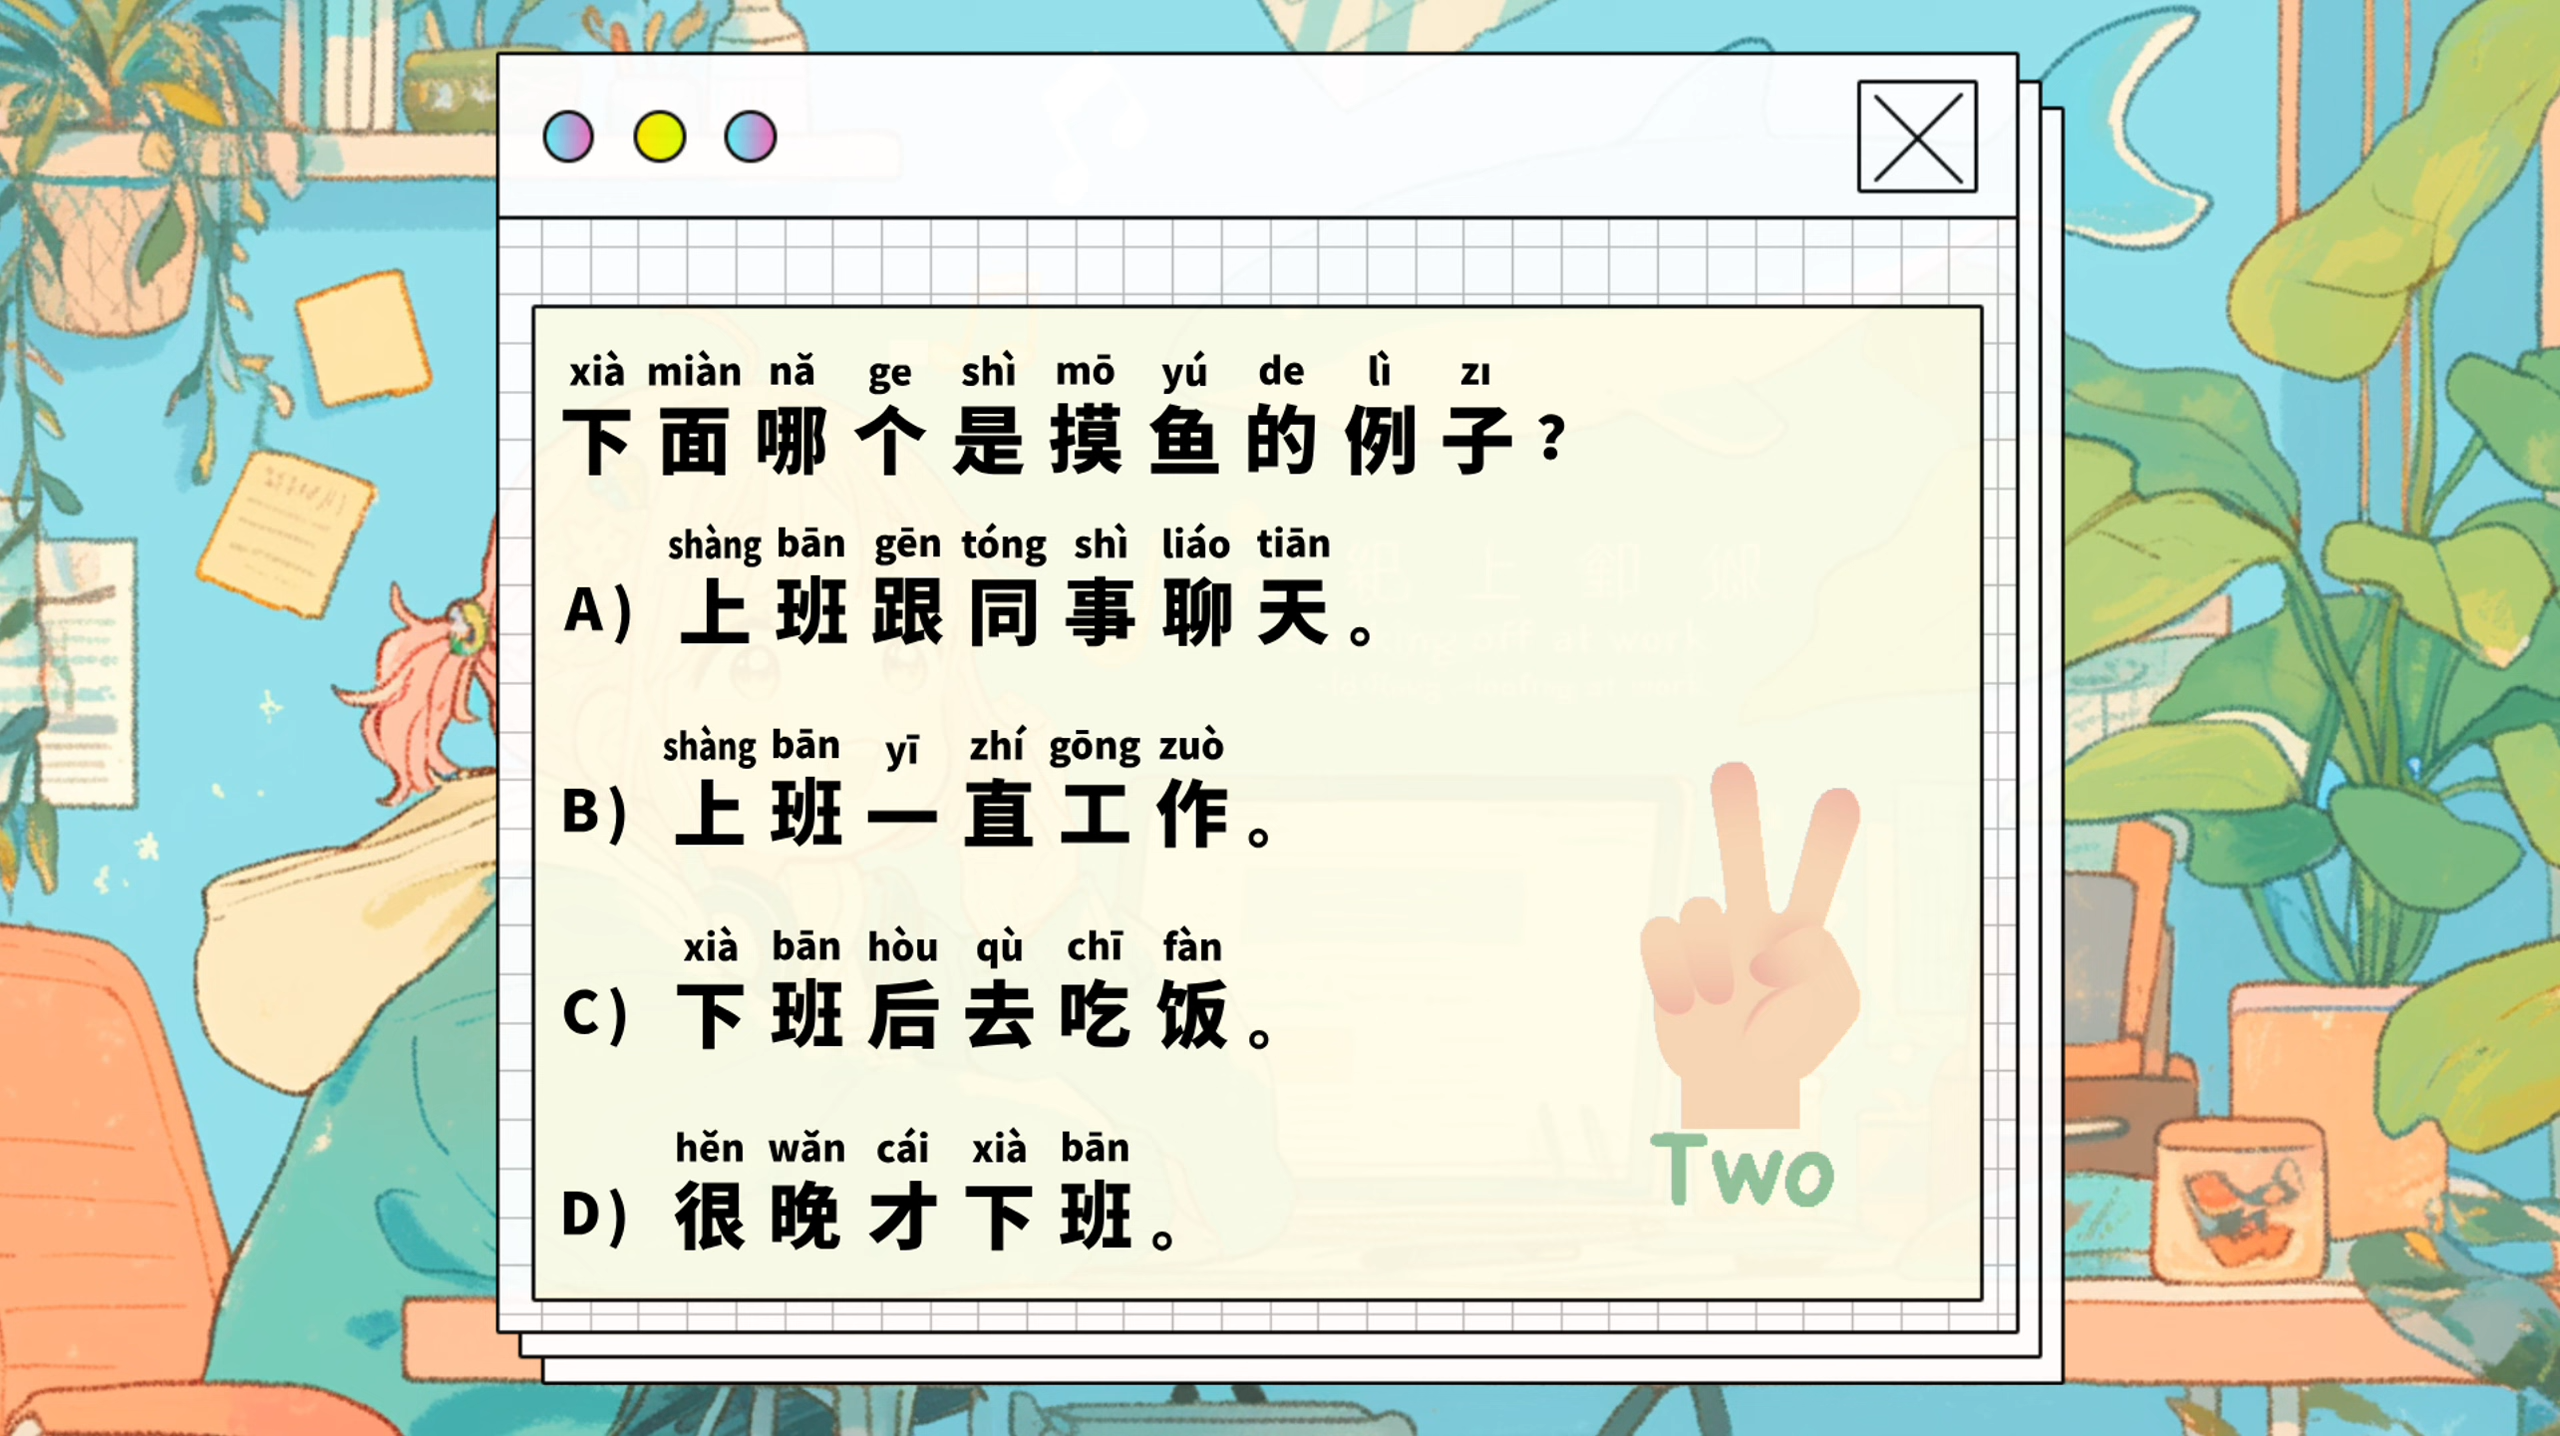 xià miàn nǎ ge shì mō yú de lì zı
下面哪个是摸鱼的例子？
shàng bān gēn tóng shì liáo tiān
A) 上班跟同事聊天。
shàng bān yī zhí gōng zuò
B) 上班一直工作。
xià bān hòu qù chī fàn
C) 下班后去吃饭。
hěn wǎn cái xià bān
D) 很晚才下班。
Two